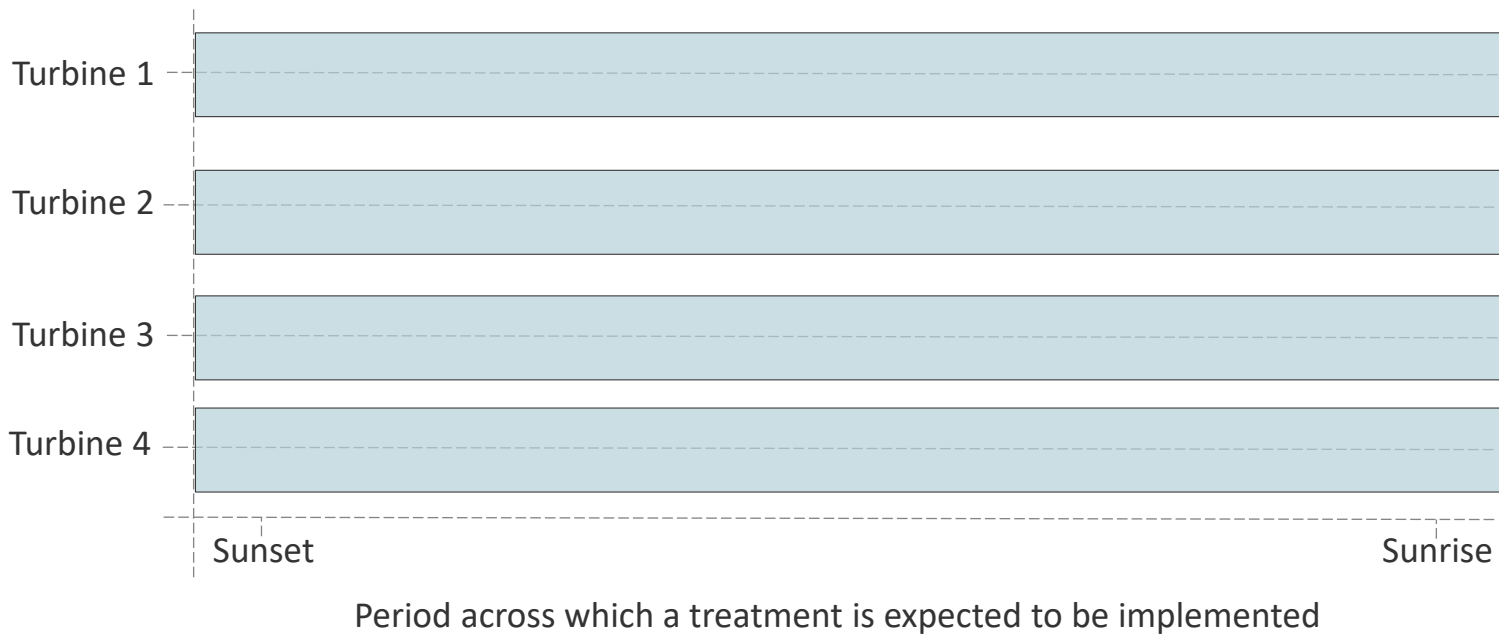 Turbine 1
Turbine 2
Turbine 3
Turbine 4
Sunset Sunrise
Period across which a treatment is expected to be implemented